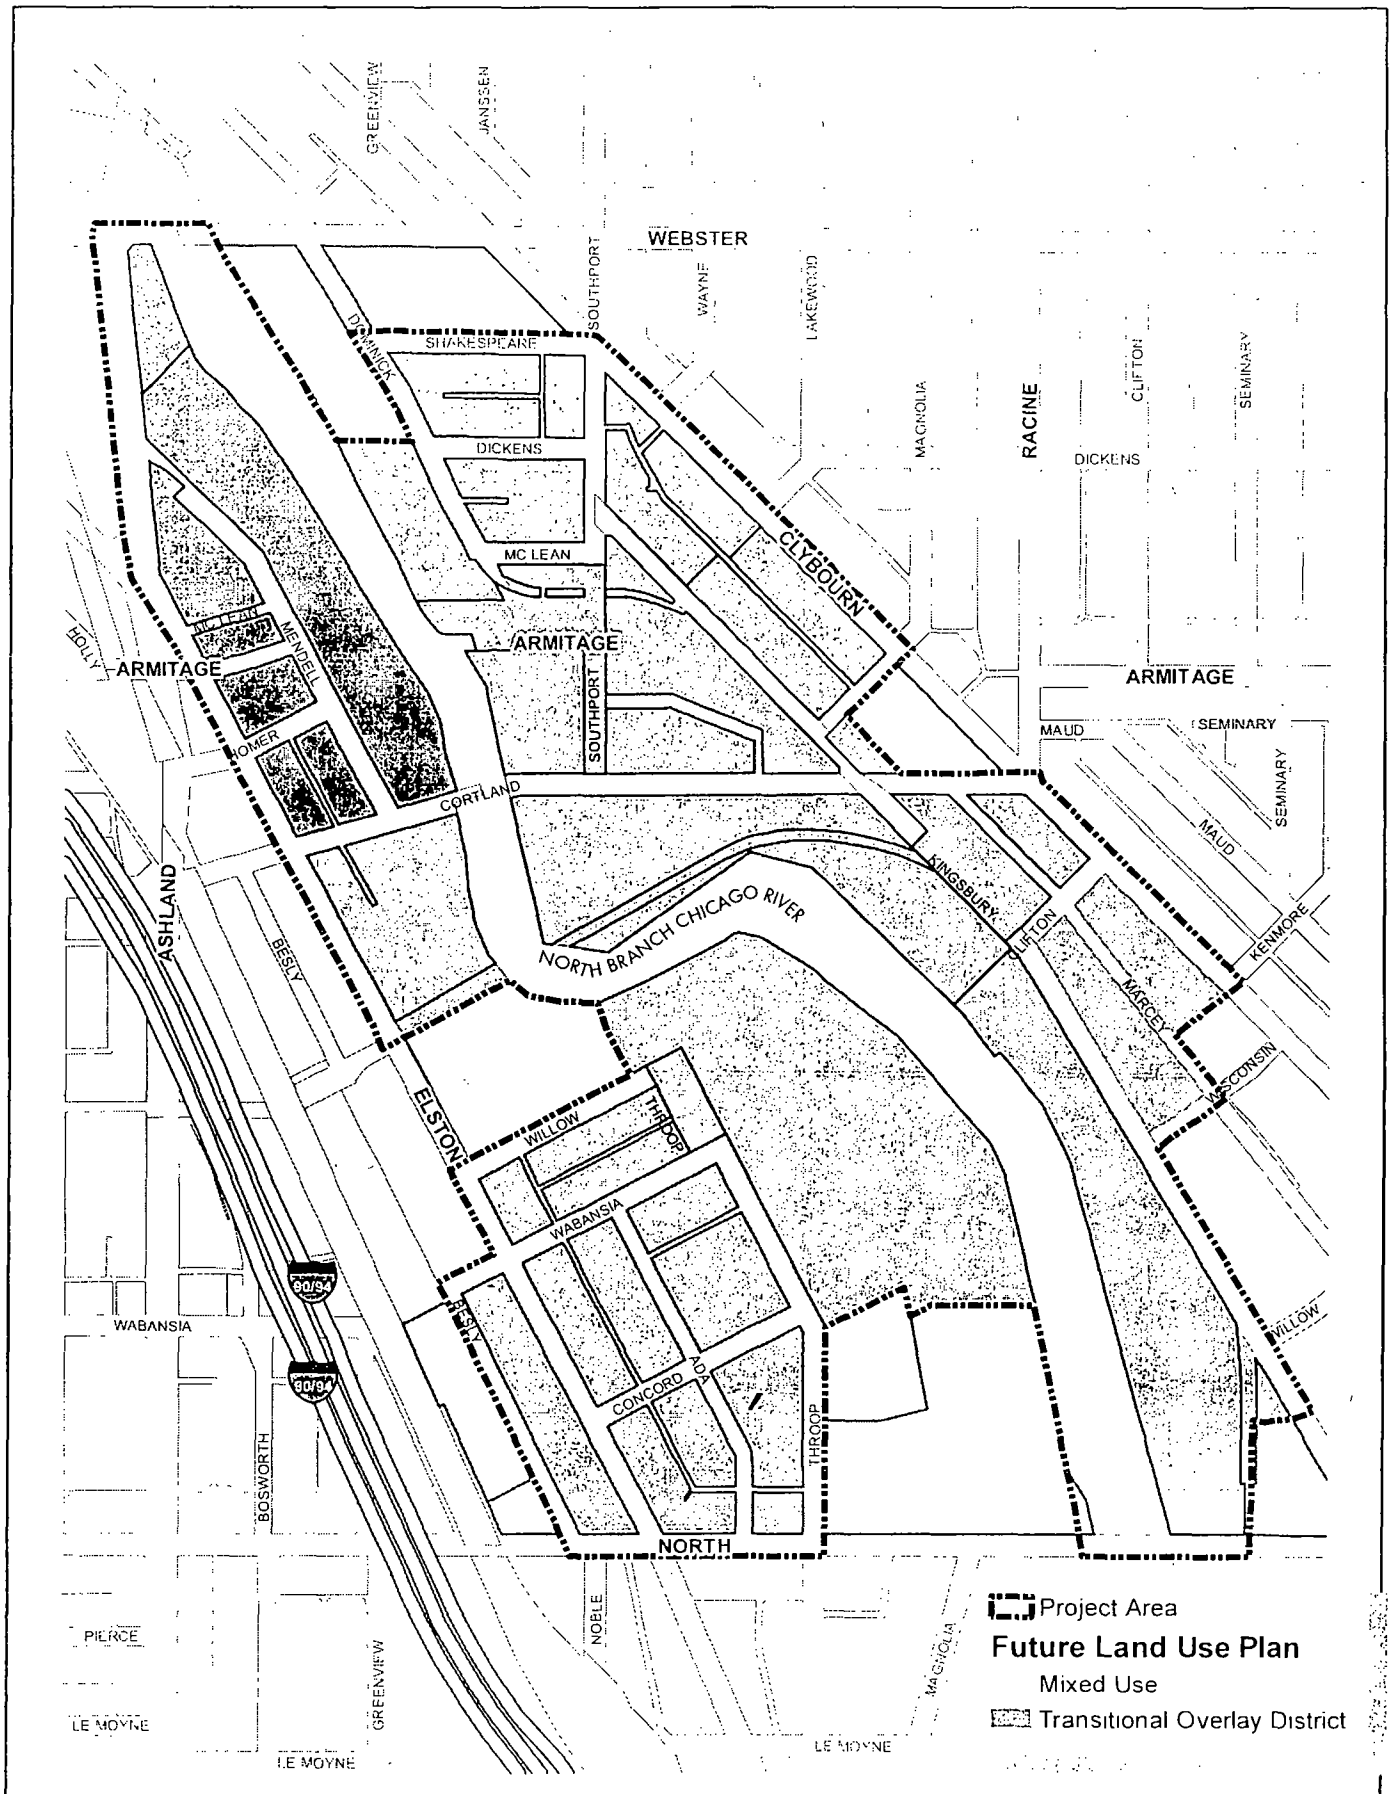 GREENVIEW
JANSSEN
WEBSTER
SOUTHPORT
WAYNE
LAKEWOOD
DOMINICK
SHAKESPEARE
MAGNOLIA
RACINE
CLIFTON
SEMINARY
DICKENS
DICKENS
MC LEAN
CLYBOURN
MC LEAN
MENDELL
HOLLY
ARMITAGE
ARMITAGE
ARMITAGE
SOUTHPORT
MAUD
SEMINARY
SEMINARY
HOMER
CORTLAND
MAUD
ASHLAND
BESLY
KINGSBURY
CLIFTON
KENMORE
NORTH BRANCH CHICAGO RIVER
MARCEY
WISCONSIN
ELSTON
WILLOW
THROOP
WABANSIA
90/94
BESLY
WABANSIA
WILLOW
90/94
ADA
CONCORD
THROOP
BOSWORTH
NORTH
NOBLE
PIERCE
GREENVIEW
MAGNOLIA
LE MOYNE
LE MOYNE
LE MOYNE
Project Area
Future Land Use Plan
Mixed Use
Transitional Overlay District